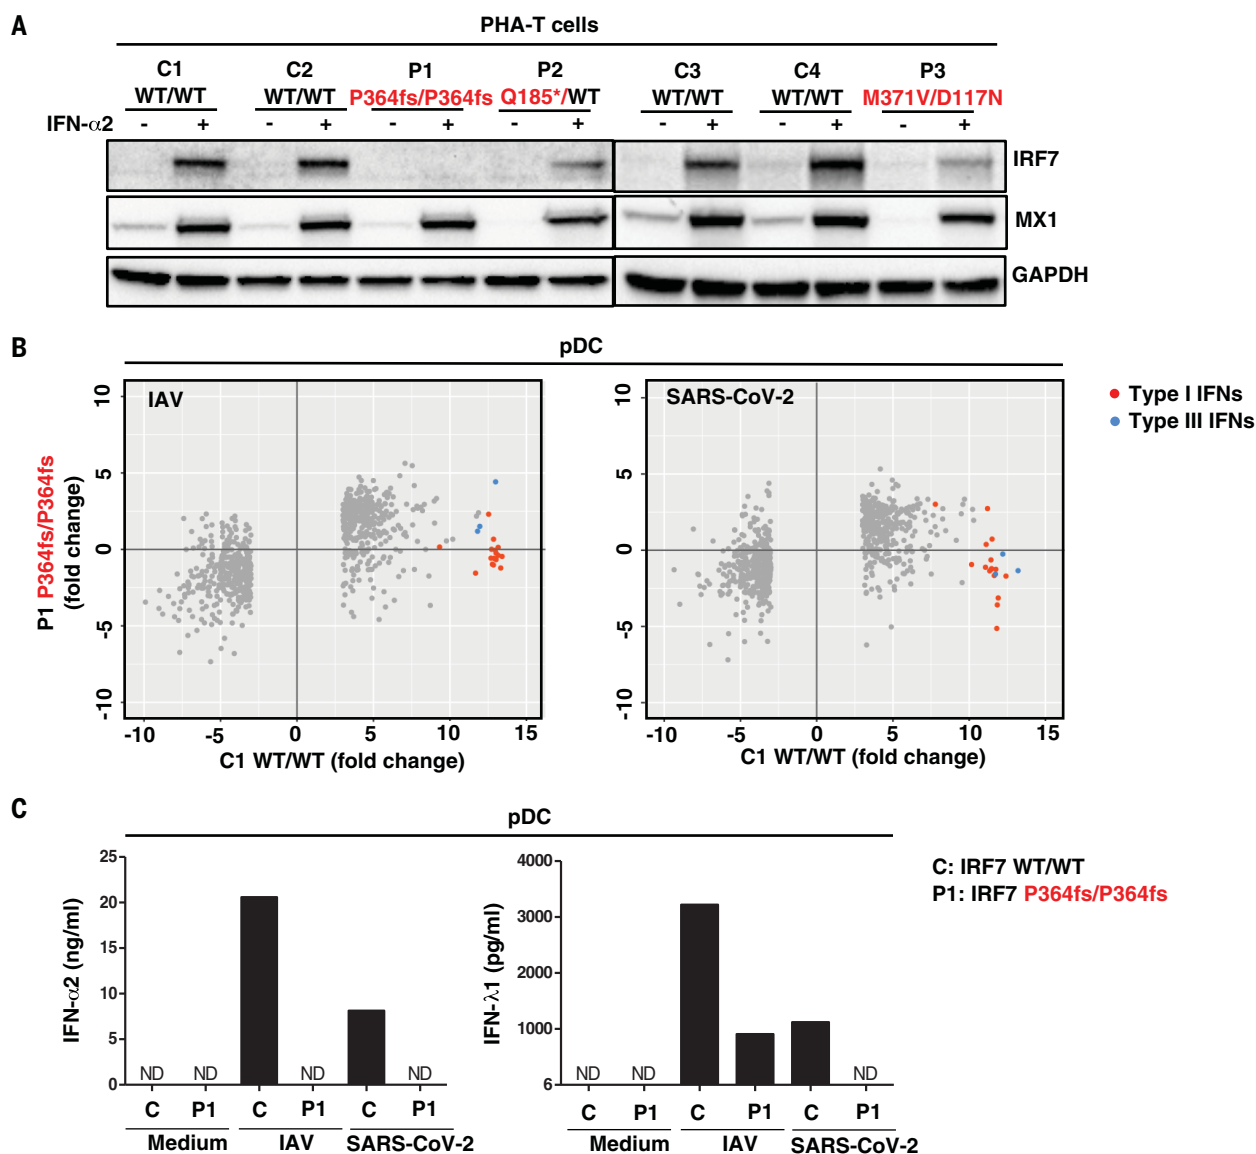 A
PHA-T cells
C1 C2 P1 P2 C3 C4 P3
WT/WT WT/WT P364fs/P364fs Q185*/WT WT/WT WT/WT M371V/D117N
IFN-α2 - + - + - + - + - + - + - +
IRF7
MX1
GAPDH
B
pDC
IAV
10
5
0
-5
-10
P1 P364fs/P364fs
(fold change)
-10 -5 0 5 10 15
C1 WT/WT (fold change)
SARS-CoV-2
10
5
0
-5
-10
-10 -5 0 5 10 15
C1 WT/WT (fold change)
Type I IFNs
Type III IFNs
C
pDC
IFN-α2 (ng/ml)
25
20
15
10
5
0
ND ND ND ND
C P1 C P1 C P1
Medium IAV SARS-CoV-2
IFN-λ1 (pg/ml)
4000
3000
2000
1000
6
ND ND ND
C P1 C P1 C P1
Medium IAV SARS-CoV-2
C: IRF7 WT/WT
P1: IRF7 P364fs/P364fs